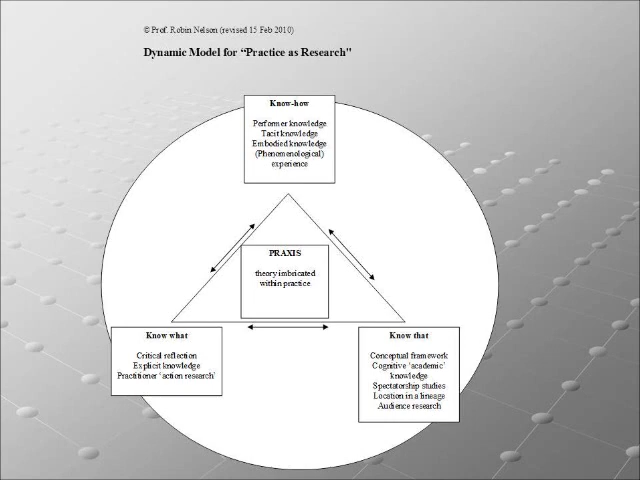 © Prof. Robin Nelson (revised 15 Feb 2010)
Dynamic Model for “Practice as Research”
Know-how
Performer knowledge
Tacit knowledge
Embodied knowledge
(Phenomenological)
experience
PRAXIS
theory imbricated
within practice
Know what
Critical reflection
Explicit knowledge
Practitioner ‘action research’
Know that
Conceptual framework
Cognitive ‘academic’
knowledge
Spectatorship studies
Location in a lineage
Audience research